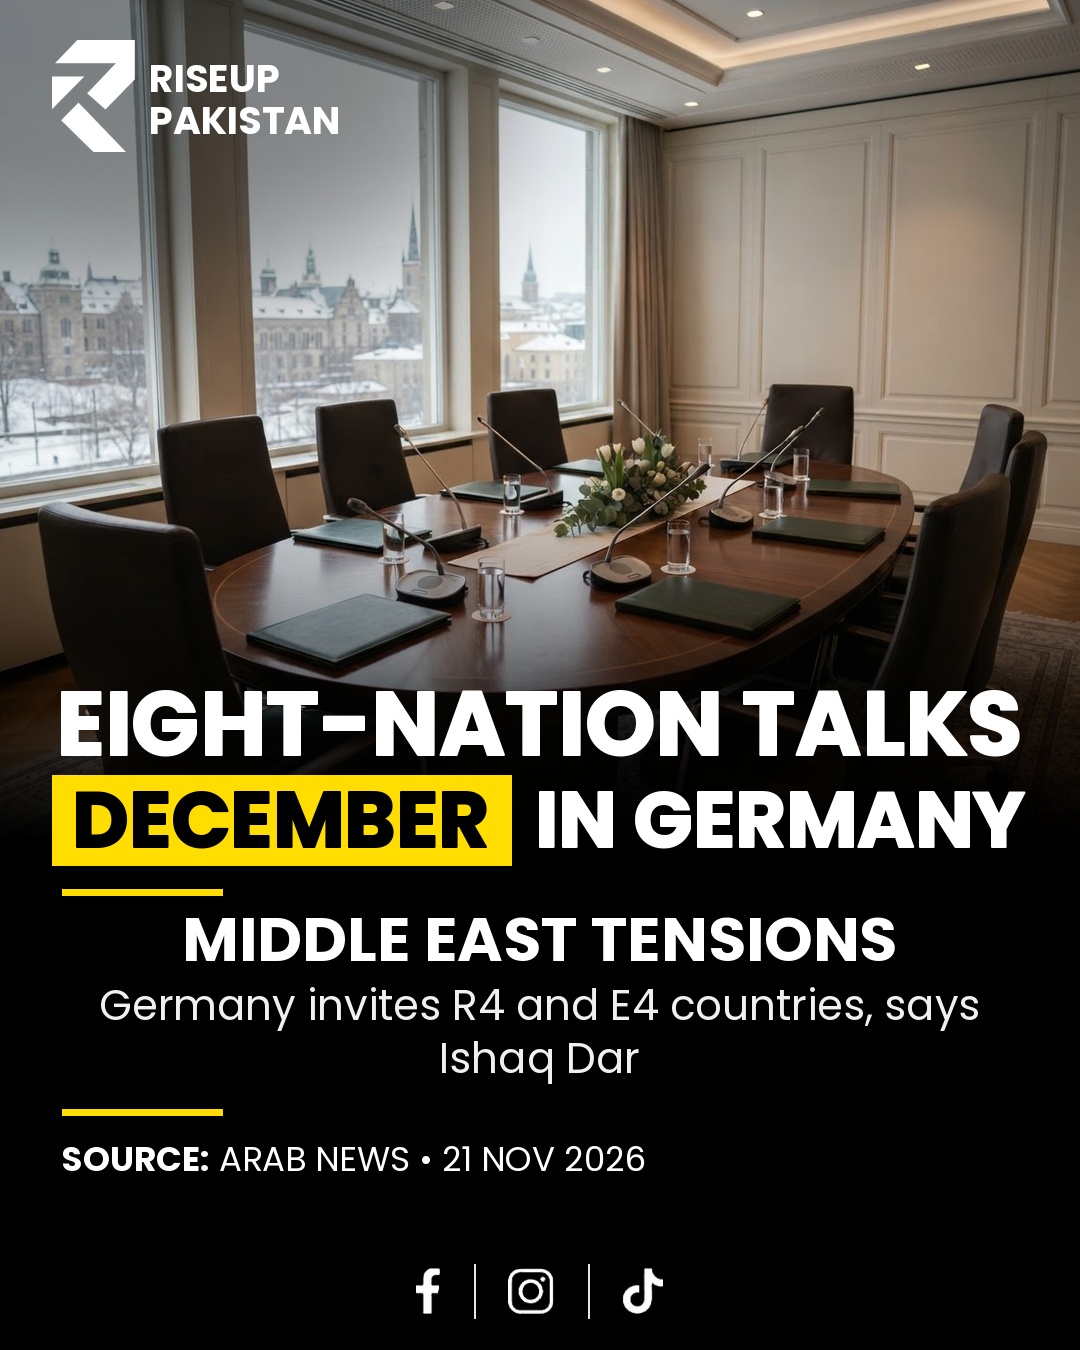 RISEUP
PAKISTAN
EIGHT-NATION TALKS
DECEMBER IN GERMANY
MIDDLE EAST TENSIONS
Germany invites R4 and E4 countries, says
Ishaq Dar
SOURCE: ARAB NEWS • 21 NOV 2026